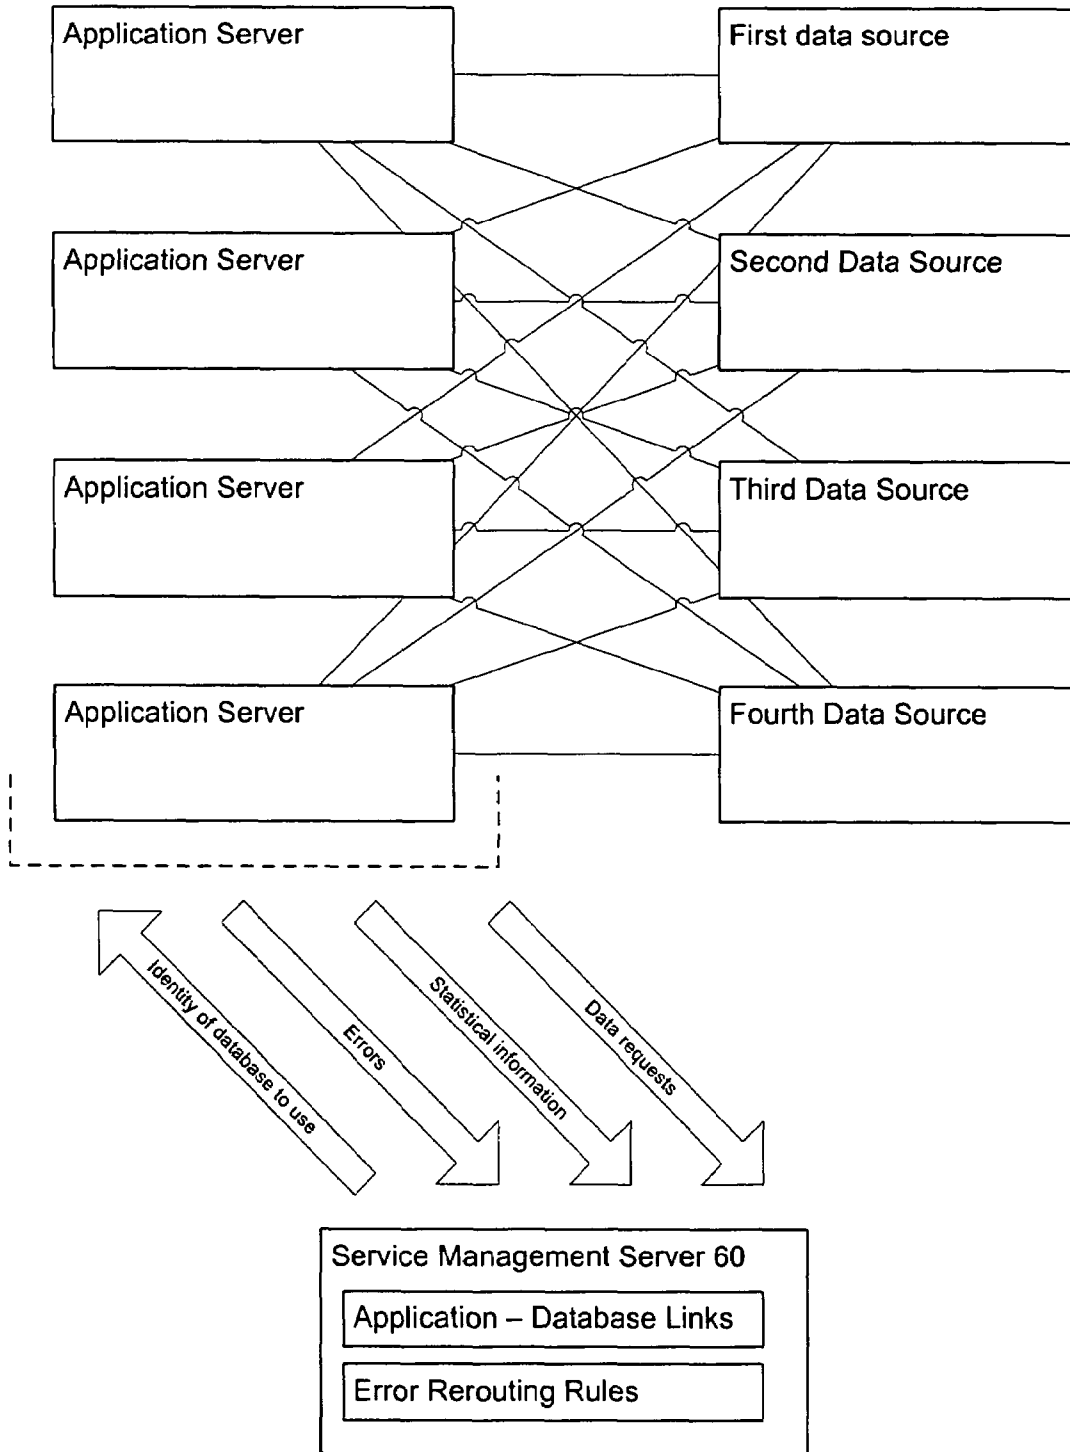 Application Server
First data source
Application Server
Second Data Source
Application Server
Third Data Source
Application Server
Fourth Data Source
Identity of database to use
Errors
Statistical information
Data requests
Service Management Server 60
Application – Database Links
Error Rerouting Rules